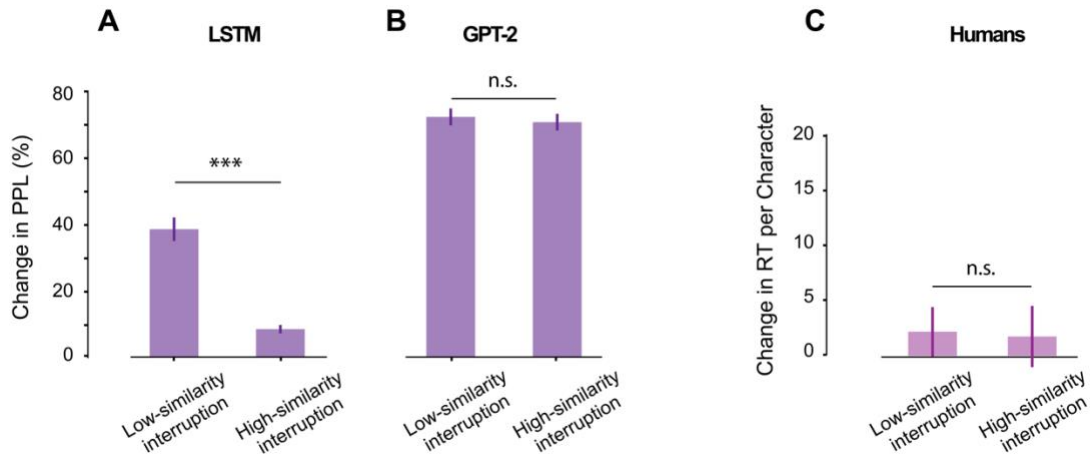 A
LSTM
B
GPT-2
C
Humans
Change in PPL (%)
80
60
40
20
0
***
n.s.
Change in RT per Character
20
15
10
5
0
n.s.
Low-similarity
interruption
High-similarity
interruption
Low-similarity
interruption
High-similarity
interruption
Low-similarity
interruption
High-similarity
interruption